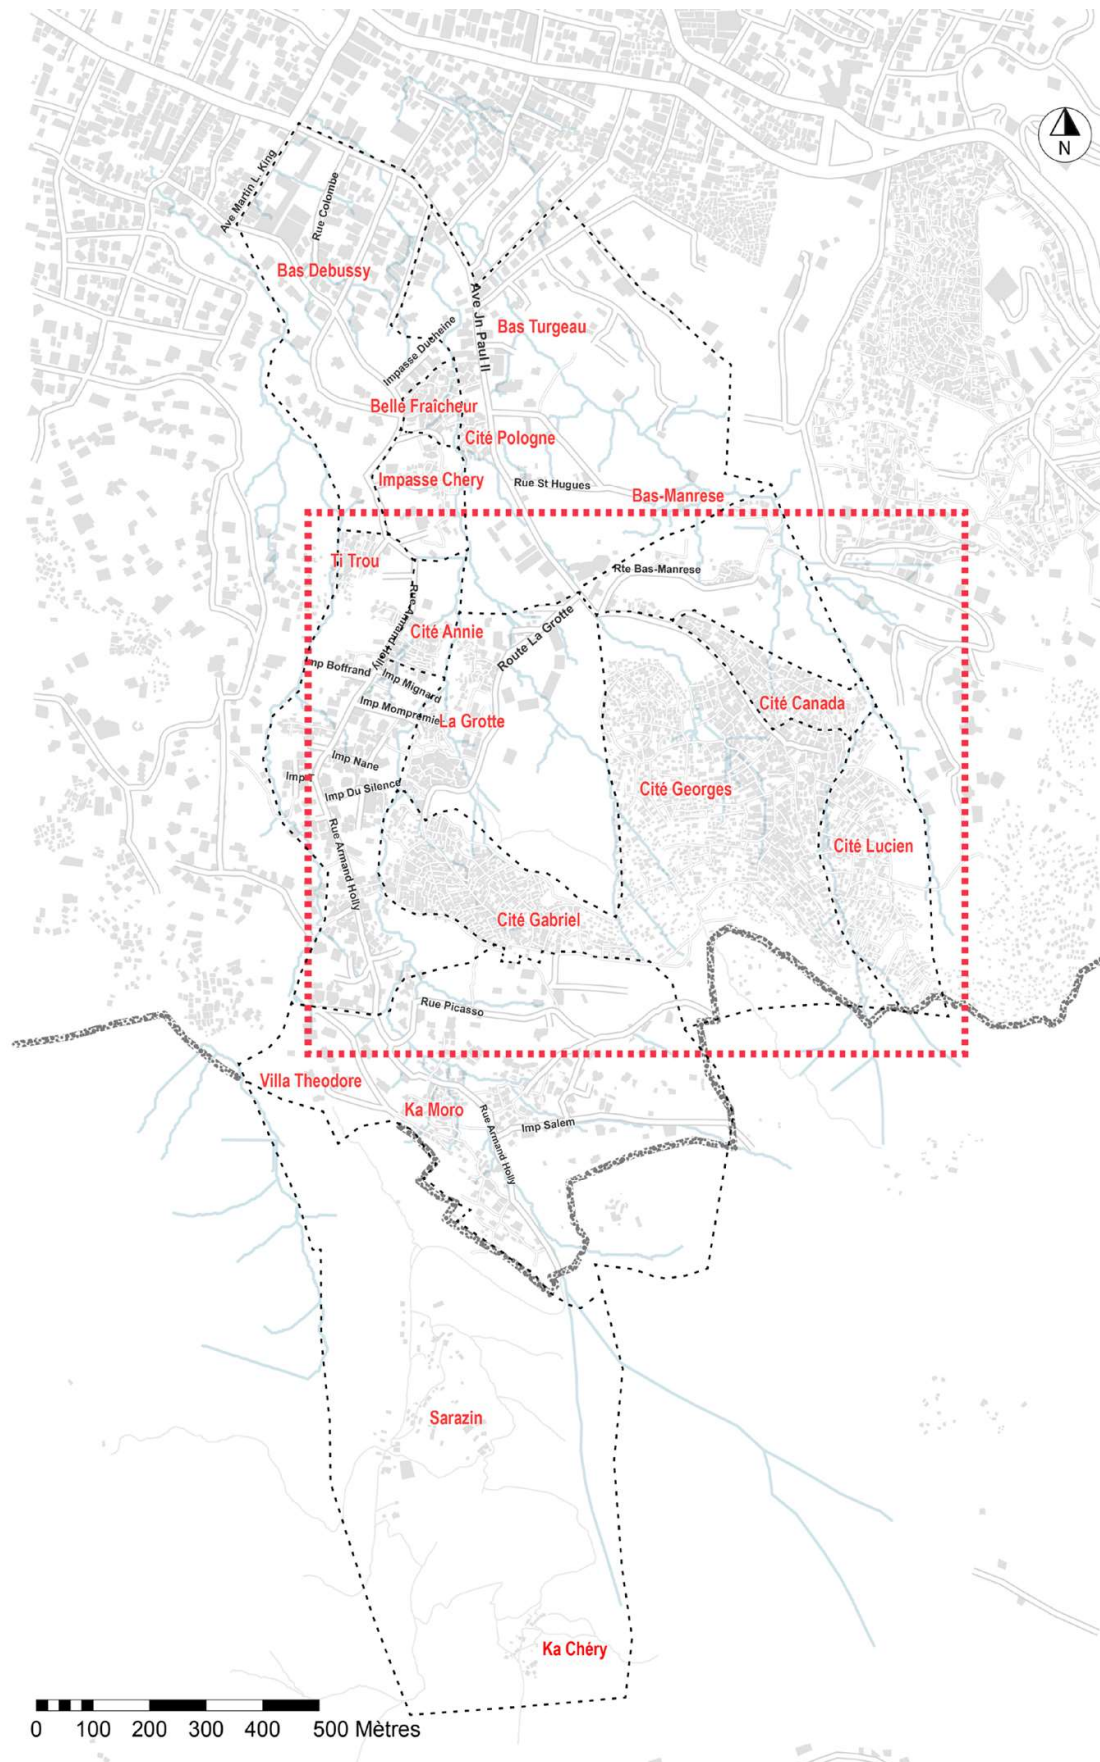 N
Ave Martin L. King
Rue Colombe
Bas Debussy
Ave Jn Paul II
Bas Turgeau
Impasse Ducheine
Belle Fraîcheur
Cité Pologne
Impasse Chery
Rue St Hugues
Bas-Manrese
Ti Trou
Rte Bas-Manrese
Rue Armand Holly
Cité Annie
Route La Grotte
Imp Boffrand
Imp Mignard
Imp Mompremie
La Grotte
Cité Canada
Imp Nane
Imp T
Imp Du Silence
Cité Georges
Rue Armand Holly
Cité Lucien
Cité Gabriel
Rue Picasso
Villa Theodore
Ka Moro
Rue Armand Holly
Imp Salem
Sarazin
Ka Chéry
0 100 200 300 400 500 Mètres